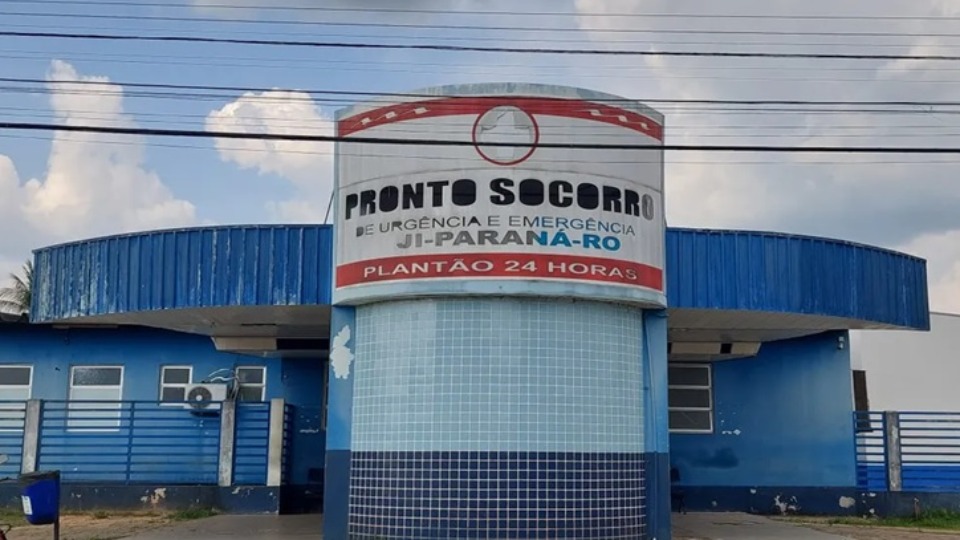 PRONTO SOCORRO
DE URGÊNCIA E EMERGÊNCIA
JI-PARANÁ-RO
PLANTÃO 24 HORAS